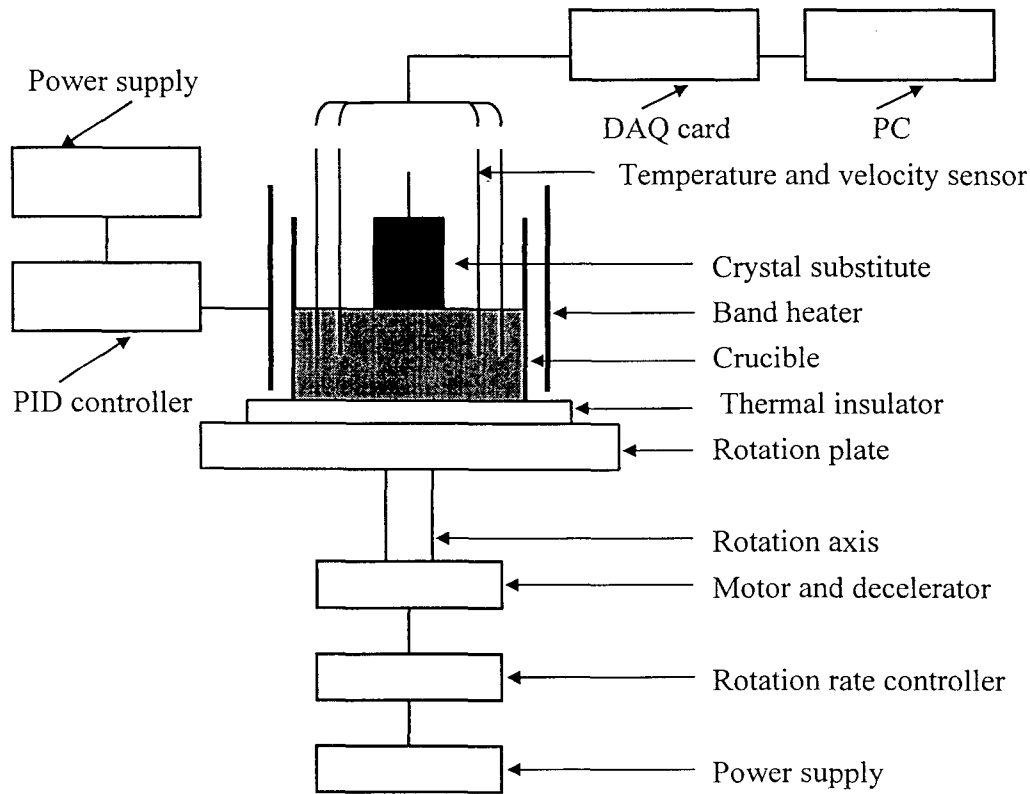 Power supply
DAQ card
PC
Temperature and velocity sensor
Crystal substitute
Band heater
Crucible
PID controller
Thermal insulator
Rotation plate
Rotation axis
Motor and decelerator
Rotation rate controller
Power supply